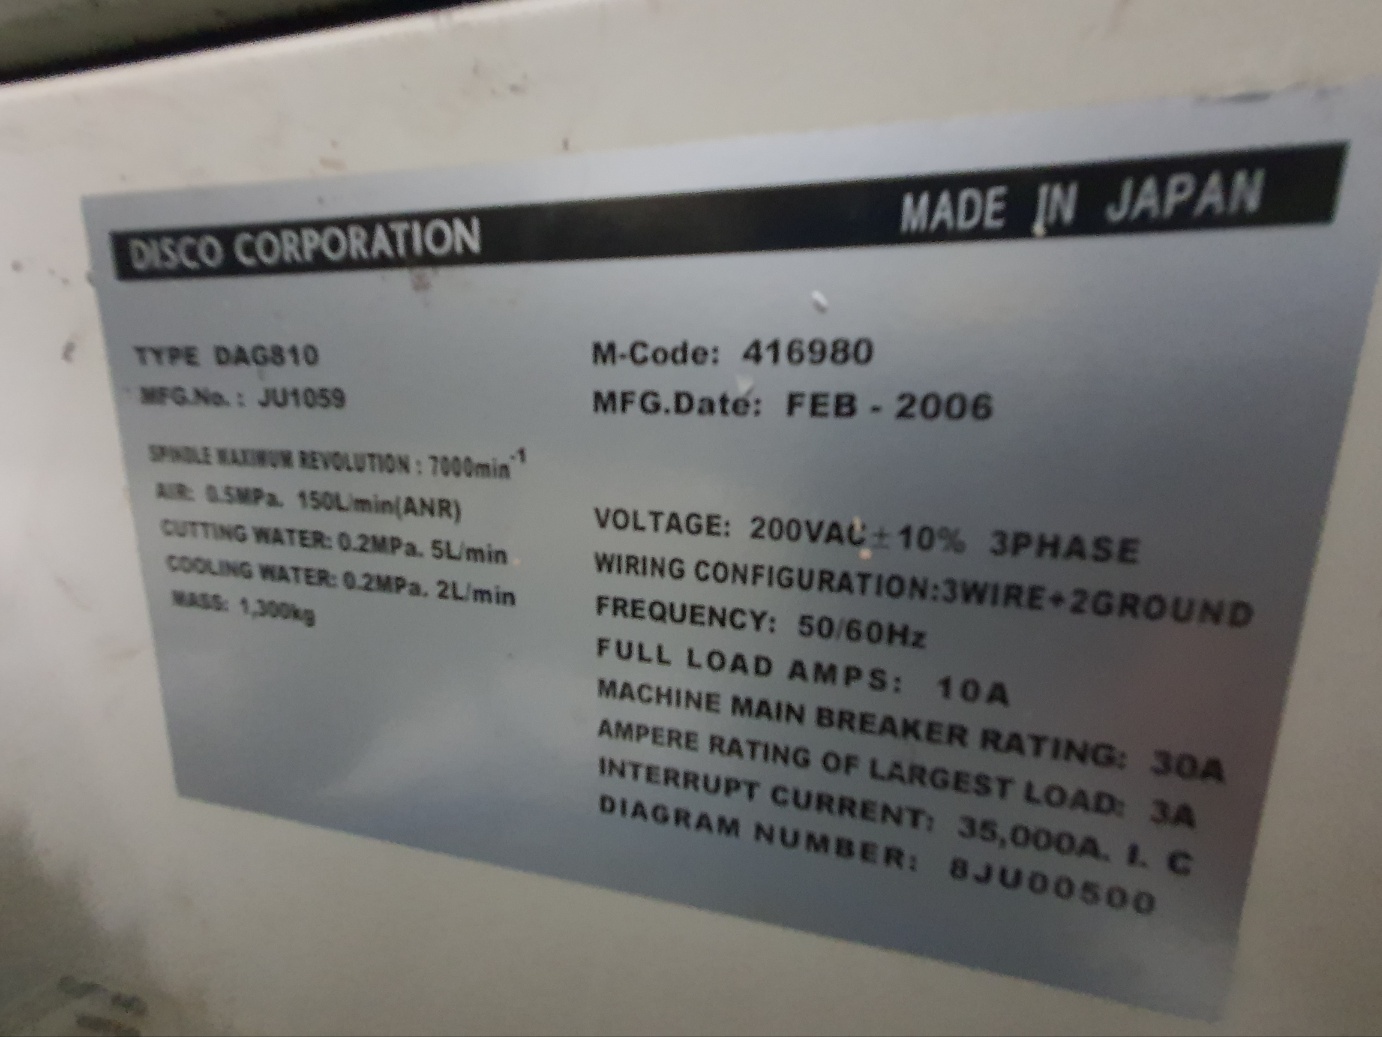 DISCO CORPORATION MADE IN JAPAN
TYPE DAG810 M-Code: 416980
MFG.No. : JU1059 MFG.Date: FEB - 2006
SPINDLE MAXIMUM REVOLUTION : 7000min⁻¹
AIR: 0.5MPa. 150L/min(ANR)
CUTTING WATER: 0.2MPa. 5L/min
COOLING WATER: 0.2MPa. 2L/min
MASS: 1,300kg
VOLTAGE: 200VAC±10% 3PHASE
WIRING CONFIGURATION:3WIRE+2GROUND
FREQUENCY: 50/60Hz
FULL LOAD AMPS: 10A
MACHINE MAIN BREAKER RATING: 30A
AMPERE RATING OF LARGEST LOAD: 3A
INTERRUPT CURRENT: 35,000A. I. C
DIAGRAM NUMBER: 8JU00500